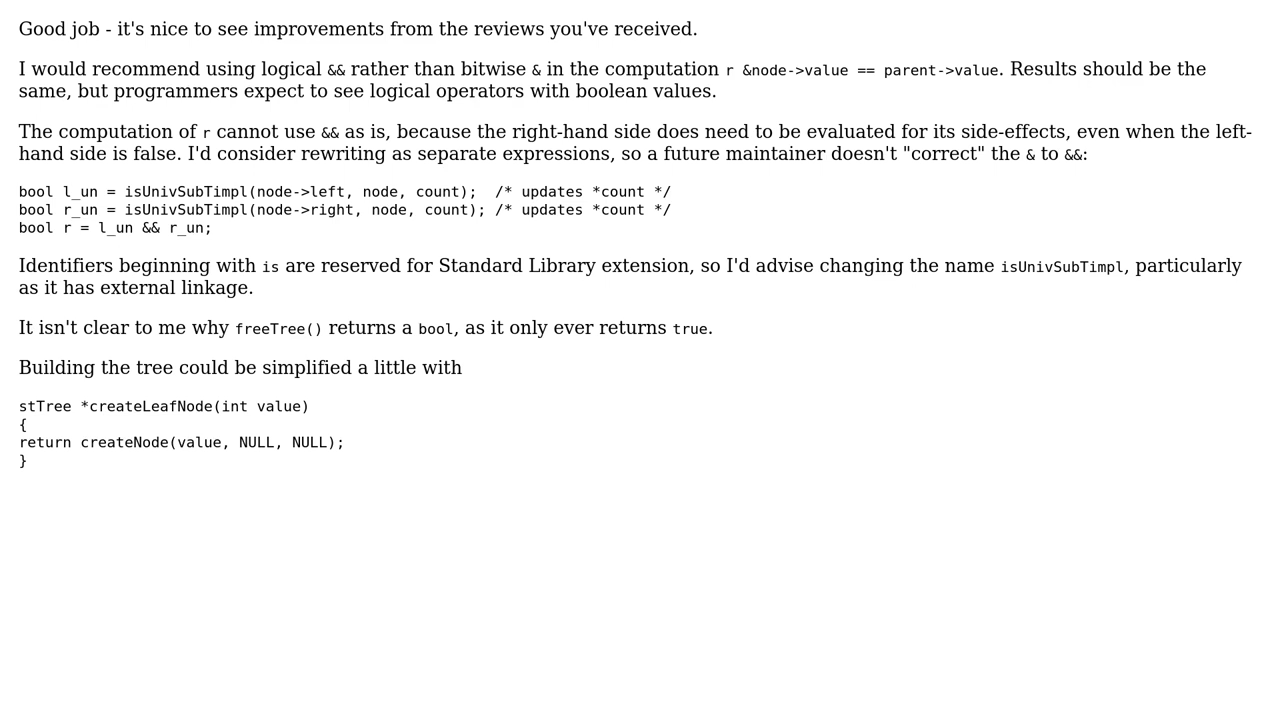 Good job - it's nice to see improvements from the reviews you've received.
I would recommend using logical && rather than bitwise & in the computation r &node->value == parent->value. Results should be the
same, but programmers expect to see logical operators with boolean values.
The computation of r cannot use && as is, because the right-hand side does need to be evaluated for its side-effects, even when the left-
hand side is false. I'd consider rewriting as separate expressions, so a future maintainer doesn't "correct" the & to &&:
bool l_un = isUnivSubTimpl(node->left, node, count);  /* updates *count */
bool r_un = isUnivSubTimpl(node->right, node, count); /* updates *count */
bool r = l_un && r_un;
Identifiers beginning with is are reserved for Standard Library extension, so I'd advise changing the name isUnivSubTimpl, particularly
as it has external linkage.
It isn't clear to me why freeTree() returns a bool, as it only ever returns true.
Building the tree could be simplified a little with
stTree *createLeafNode(int value)
{
return createNode(value, NULL, NULL);
}